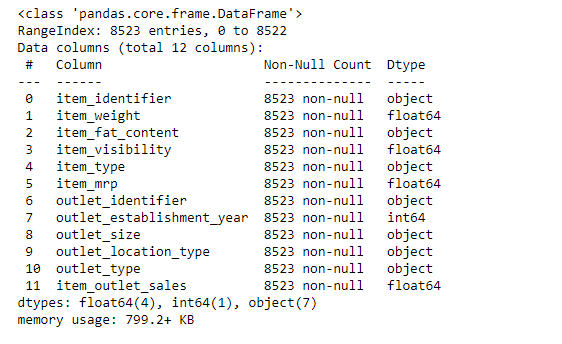 <class 'pandas.core.frame.DataFrame'>
RangeIndex: 8523 entries, 0 to 8522
Data columns (total 12 columns):
 #   Column                     Non-Null Count  Dtype
---  ------                     --------------  -----
 0   item_identifier            8523 non-null   object
 1   item_weight                8523 non-null   float64
 2   item_fat_content           8523 non-null   object
 3   item_visibility            8523 non-null   float64
 4   item_type                  8523 non-null   object
 5   item_mrp                   8523 non-null   float64
 6   outlet_identifier          8523 non-null   object
 7   outlet_establishment_year  8523 non-null   int64
 8   outlet_size                8523 non-null   object
 9   outlet_location_type       8523 non-null   object
 10  outlet_type                8523 non-null   object
 11  item_outlet_sales          8523 non-null   float64
dtypes: float64(4), int64(1), object(7)
memory usage: 799.2+ KB